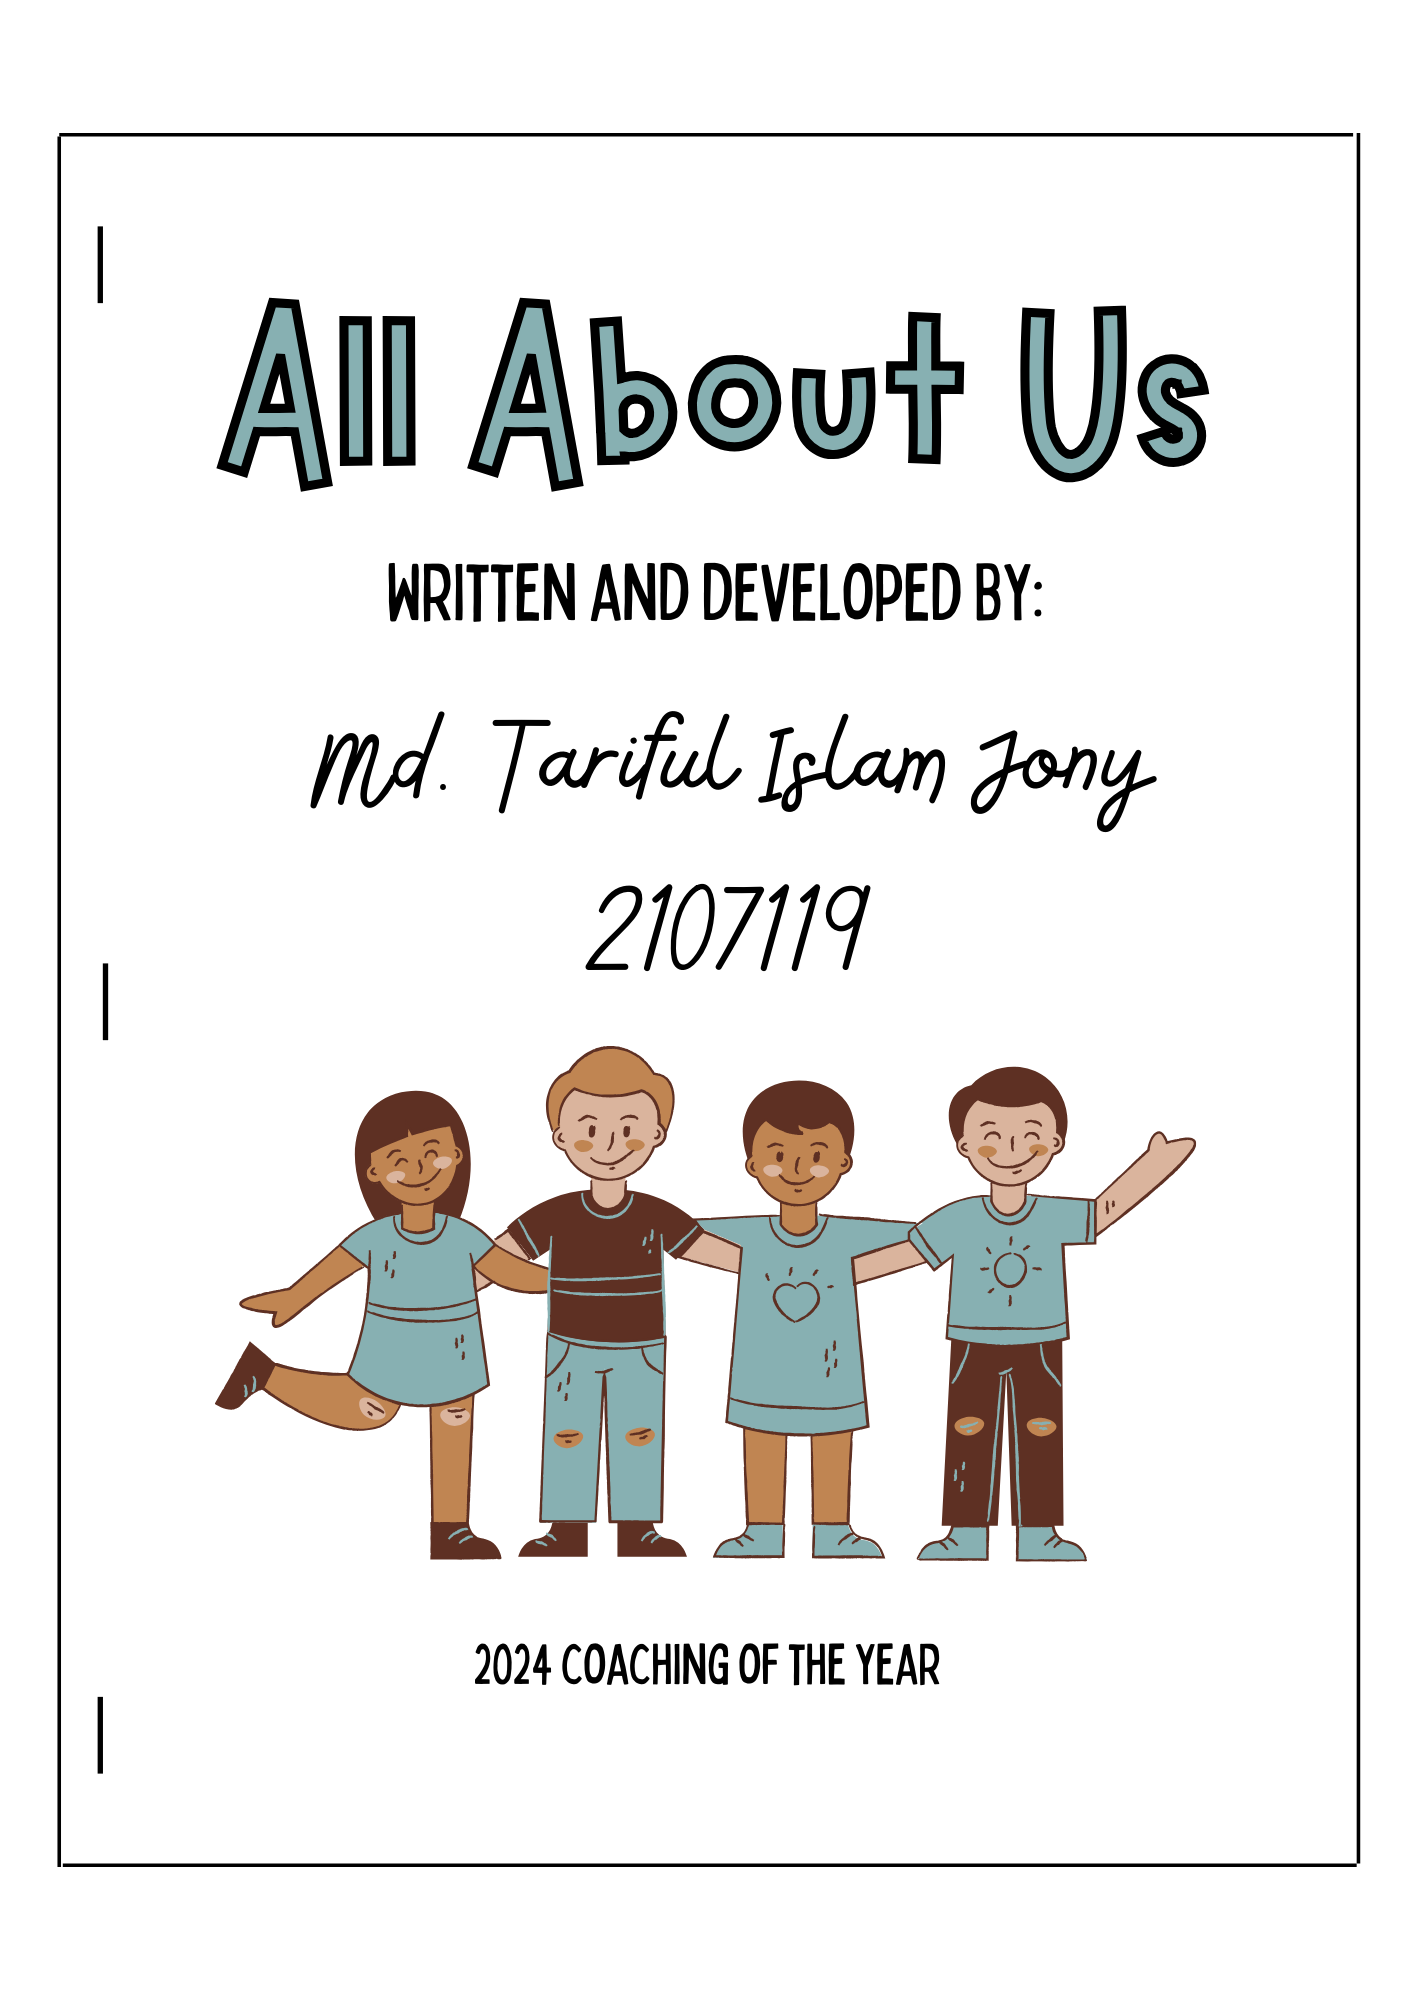 All About Us
WRITTEN AND DEVELOPED BY:
Md. Tariful Islam Jony
2107119
2024 COACHING OF THE YEAR